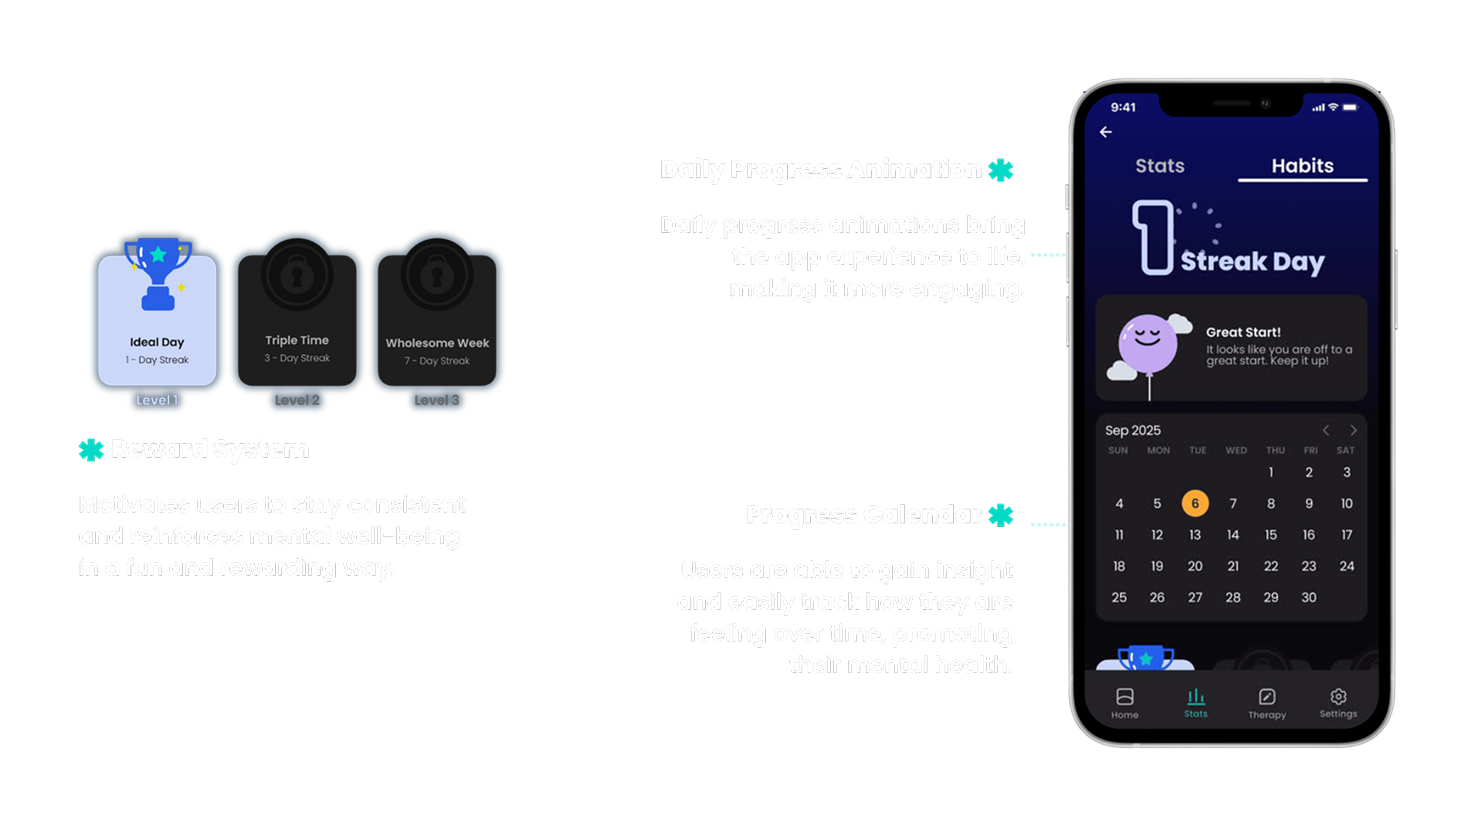 Ideal Day
1 - Day Streak
Level 1
Triple Time
3 - Day Streak
Level 2
Wholesome Week
7 - Day Streak
Level 3
Reward System
Motivates users to stay consistent
and reinforces mental well-being
in a fun and rewarding way.
Daily Progress Animation
Daily progress animations bring
the app experience to life,
making it more engaging.
Progress Calendar
Users are able to gain insight
and easily track how they are
feeling over time, promoting
their mental health.
9:41
Stats Habits
1 Streak Day
Great Start!
It looks like you are off to a
great start. Keep it up!
Sep 2025
SUN MON TUE WED THU FRI SAT
1 2 3
4 5 6 7 8 9 10
11 12 13 14 15 16 17
18 19 20 21 22 23 24
25 26 27 28 29 30
Home Stats Therapy Settings